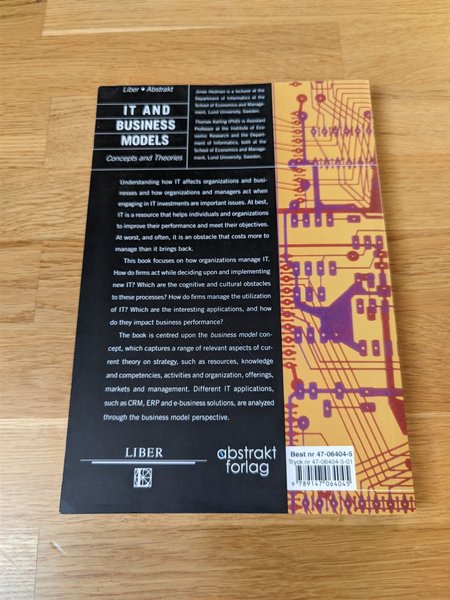 Liber • Abstrakt
IT AND
BUSINESS
MODELS
Concepts and Theories
Jonas Hedman is a lecturer at the
Department of Informatics at the
School of Economics and Manage-
ment, Lund University, Sweden.
Thomas Kalling (PhD) is Assistant
Professor at the Institute of Eco-
nomic Research and the Depart-
ment of Informatics, both at the
School of Economics and Manage-
ment, Lund University, Sweden.
Understanding how IT affects organizations and busi-
nesses and how organizations and managers act when
engaging in IT investments are important issues. At best,
IT is a resource that helps individuals and organizations
to improve their performance and meet their objectives.
At worst, and often, it is an obstacle that costs more to
manage than it brings back.
This book focuses on how organizations manage IT.
How do firms act while deciding upon and implementing
new IT? Which are the cognitive and cultural obstacles
to these processes? How do firms manage the utilization
of IT? Which are the interesting applications, and how
do they impact business performance?
The book is centred upon the business model con-
cept, which captures a range of relevant aspects of cur-
rent theory on strategy, such as resources, knowledge
and competencies, activities and organization, offerings,
markets and management. Different IT applications,
such as CRM, ERP and e-business solutions, are analyzed
through the business model perspective.
LIBER
abstrakt
forlag
Best nr 47-06404-5
Tryck nr 47-06404-5-01
9 789147 064045